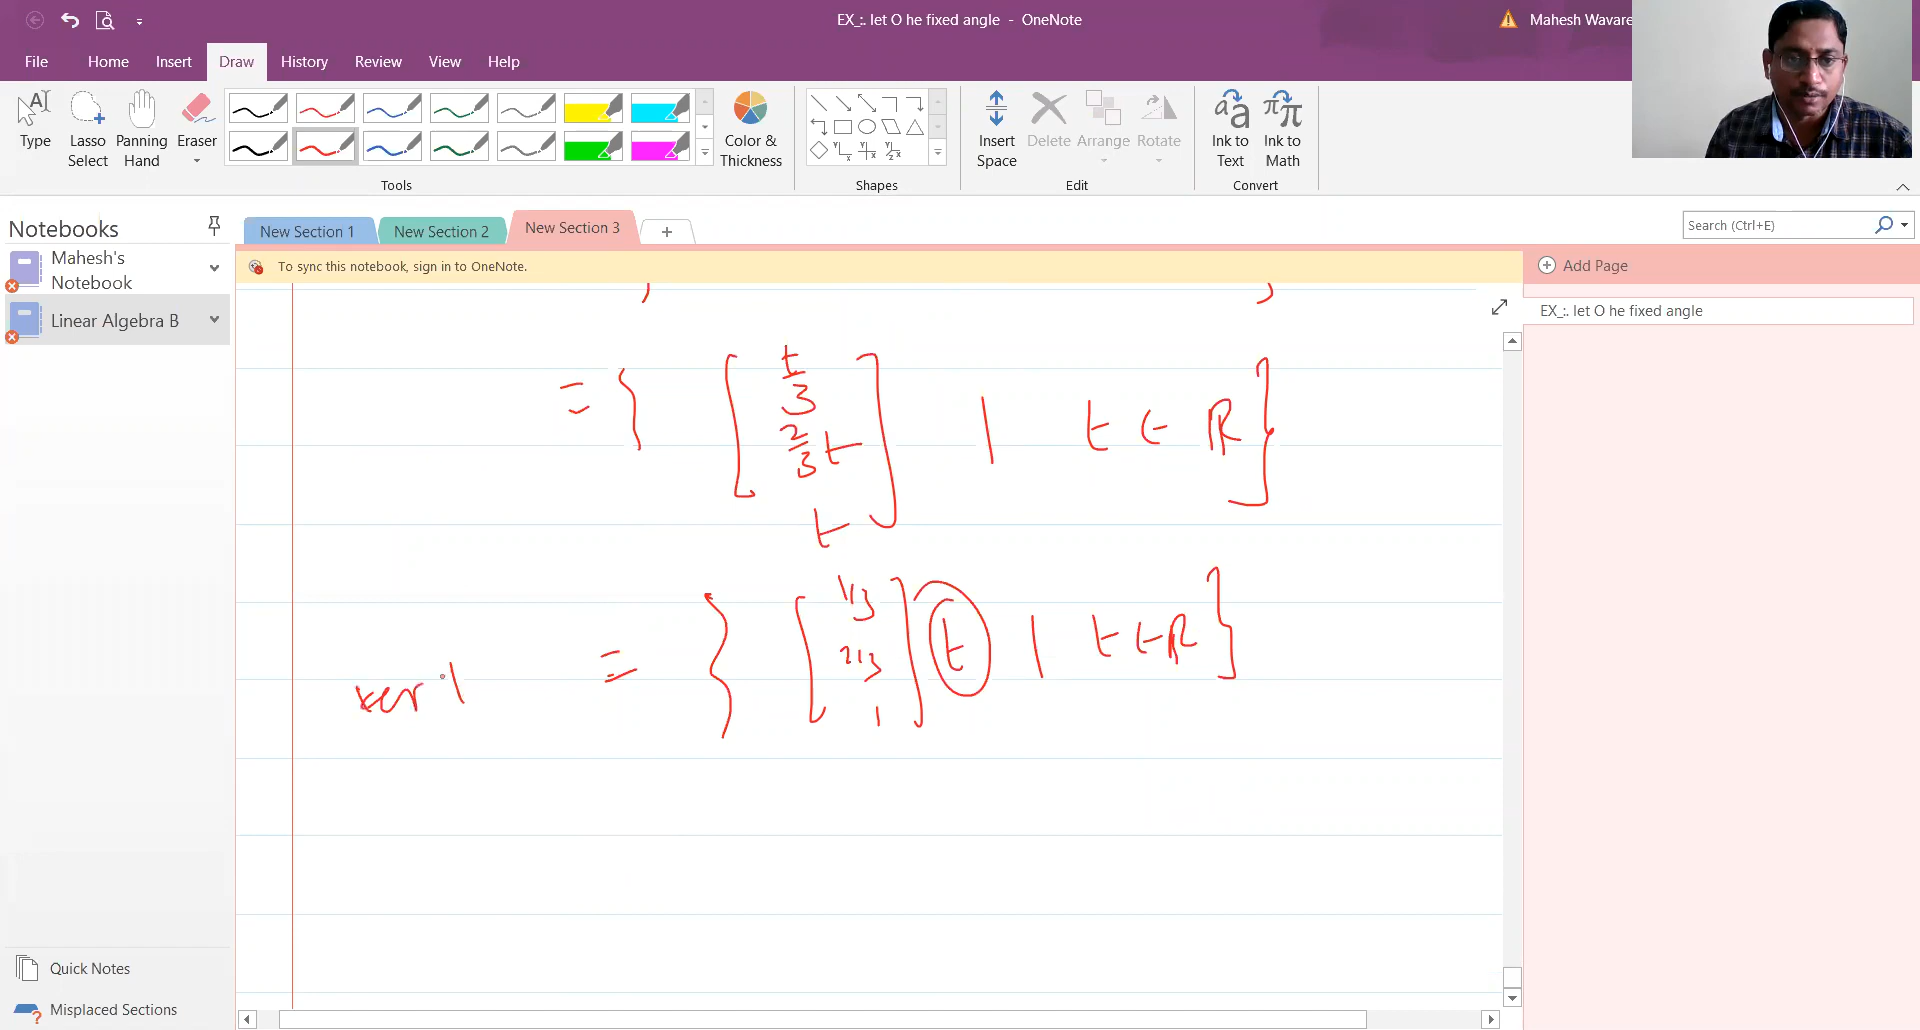 EX_:. let O he fixed angle - OneNote
Mahesh Wavare
File Home Insert Draw History Review View Help
Type
Lasso Select
Panning Hand
Eraser
Color & Thickness
Insert Space
Delete
Arrange
Rotate
Ink to Text
Ink to Math
Tools
Shapes
Edit
Convert
Notebooks
New Section 1
New Section 2
New Section 3
+
Search (Ctrl+E)
Mahesh's Notebook
Linear Algebra B
To sync this notebook, sign in to OneNote.
Add Page
EX_:. let O he fixed angle
= { [ t/3
2/3 t
t ] | t ∈ ℝ }
ker
= { [ 1/3
2/3
1 ] t | t ∈ ℝ }
Quick Notes
Misplaced Sections